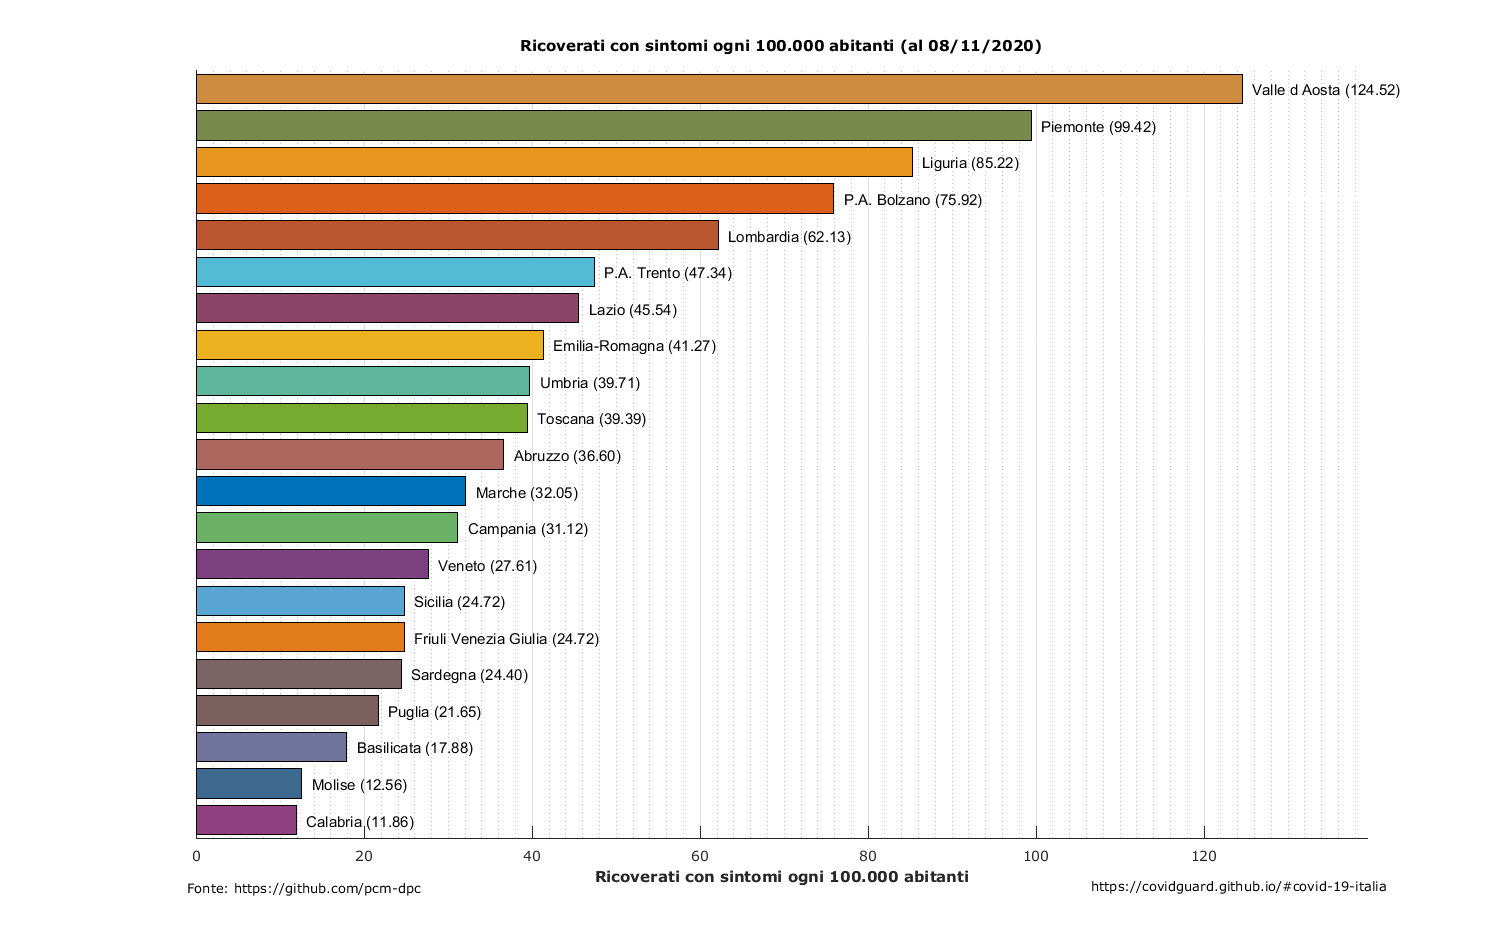 Ricoverati con sintomi ogni 100.000 abitanti (al 08/11/2020)
Valle d Aosta (124.52)
Piemonte (99.42)
Liguria (85.22)
P.A. Bolzano (75.92)
Lombardia (62.13)
P.A. Trento (47.34)
Lazio (45.54)
Emilia-Romagna (41.27)
Umbria (39.71)
Toscana (39.39)
Abruzzo (36.60)
Marche (32.05)
Campania (31.12)
Veneto (27.61)
Sicilia (24.72)
Friuli Venezia Giulia (24.72)
Sardegna (24.40)
Puglia (21.65)
Basilicata (17.88)
Molise (12.56)
Calabria (11.86)
0 20 40 60 80 100 120
Ricoverati con sintomi ogni 100.000 abitanti
Fonte: https://github.com/pcm-dpc
https://covidguard.github.io/#covid-19-italia